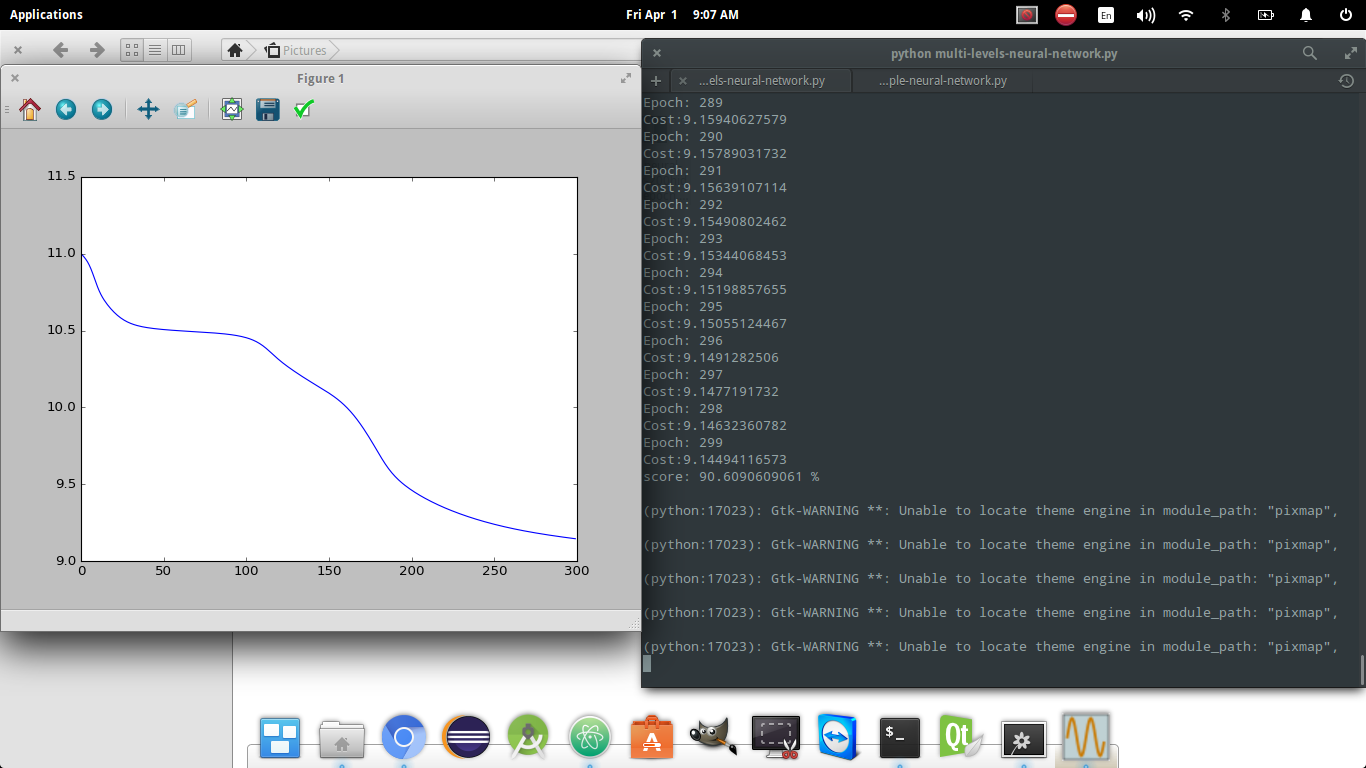 Applications
Fri Apr 1 9:07 AM
En
Pictures
Figure 1
11.5
11.0
10.5
10.0
9.5
9.0
0 50 100 150 200 250 300
python multi-levels-neural-network.py
...els-neural-network.py
...ple-neural-network.py
Epoch: 289
Cost:9.15940627579
Epoch: 290
Cost:9.15789031732
Epoch: 291
Cost:9.15639107114
Epoch: 292
Cost:9.15490802462
Epoch: 293
Cost:9.15344068453
Epoch: 294
Cost:9.15198857655
Epoch: 295
Cost:9.15055124467
Epoch: 296
Cost:9.1491282506
Epoch: 297
Cost:9.1477191732
Epoch: 298
Cost:9.14632360782
Epoch: 299
Cost:9.14494116573
score: 90.6090609061 %
(python:17023): Gtk-WARNING **: Unable to locate theme engine in module_path: "pixmap",
(python:17023): Gtk-WARNING **: Unable to locate theme engine in module_path: "pixmap",
(python:17023): Gtk-WARNING **: Unable to locate theme engine in module_path: "pixmap",
(python:17023): Gtk-WARNING **: Unable to locate theme engine in module_path: "pixmap",
(python:17023): Gtk-WARNING **: Unable to locate theme engine in module_path: "pixmap",
$_
Qt